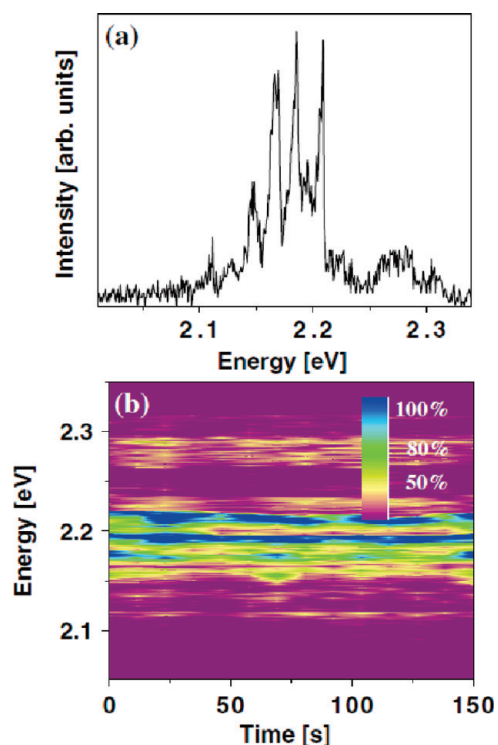 (a)
Intensity [arb. units]
2.1 2.2 2.3
Energy [eV]
(b)
100%
80%
50%
2.3
2.2
2.1
Energy [eV]
0 50 100 150
Time [s]